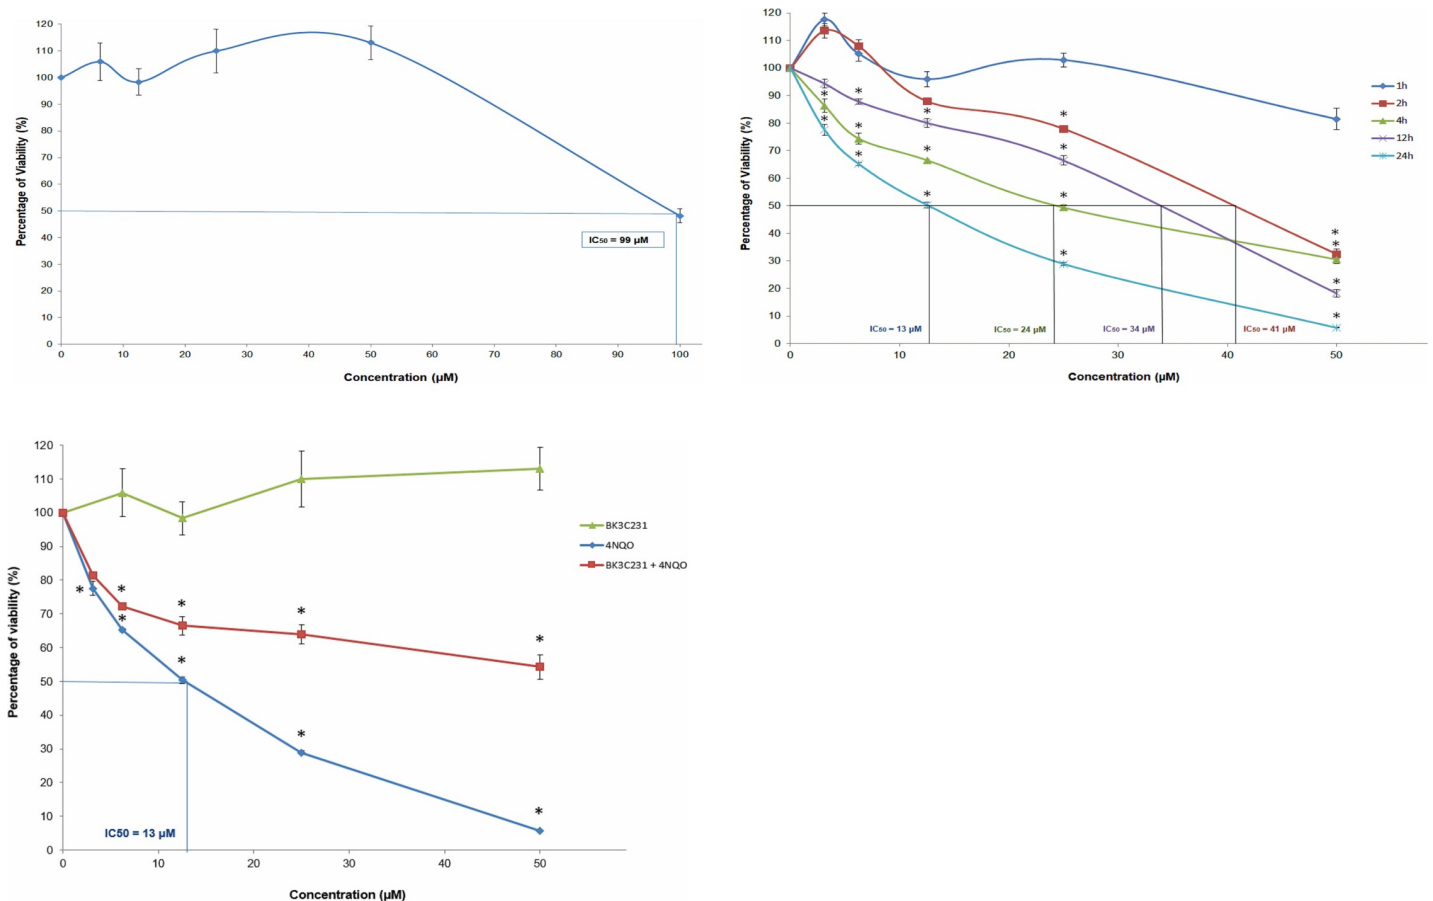 120
110
100
90
80
70
60
50
40
30
20
10
0
Percentage of Viability (%)
IC₅₀ = 99 µM
0 10 20 30 40 50 60 70 80 90 100
Concentration (µM)
120
100
80
60
50
40
30
20
10
0
110
90
70
Percentage of Viability (%)
* * * *
* * * *
* * * *
*
* *
*
*
*
*
1h
2h
4h
12h
24h
IC₅₀ = 13 µM IC₅₀ = 24 µM IC₅₀ = 34 µM IC₅₀ = 41 µM
0 10 20 30 40 50
Concentration (µM)
120
110
100
90
80
70
60
50
40
30
20
10
0
Percentage of viability (%)
BK3C231
4NQO
BK3C231 + 4NQO
* * * * *
* *
*
*
IC50 = 13 µM
0 10 20 30 40 50
Concentration (µM)